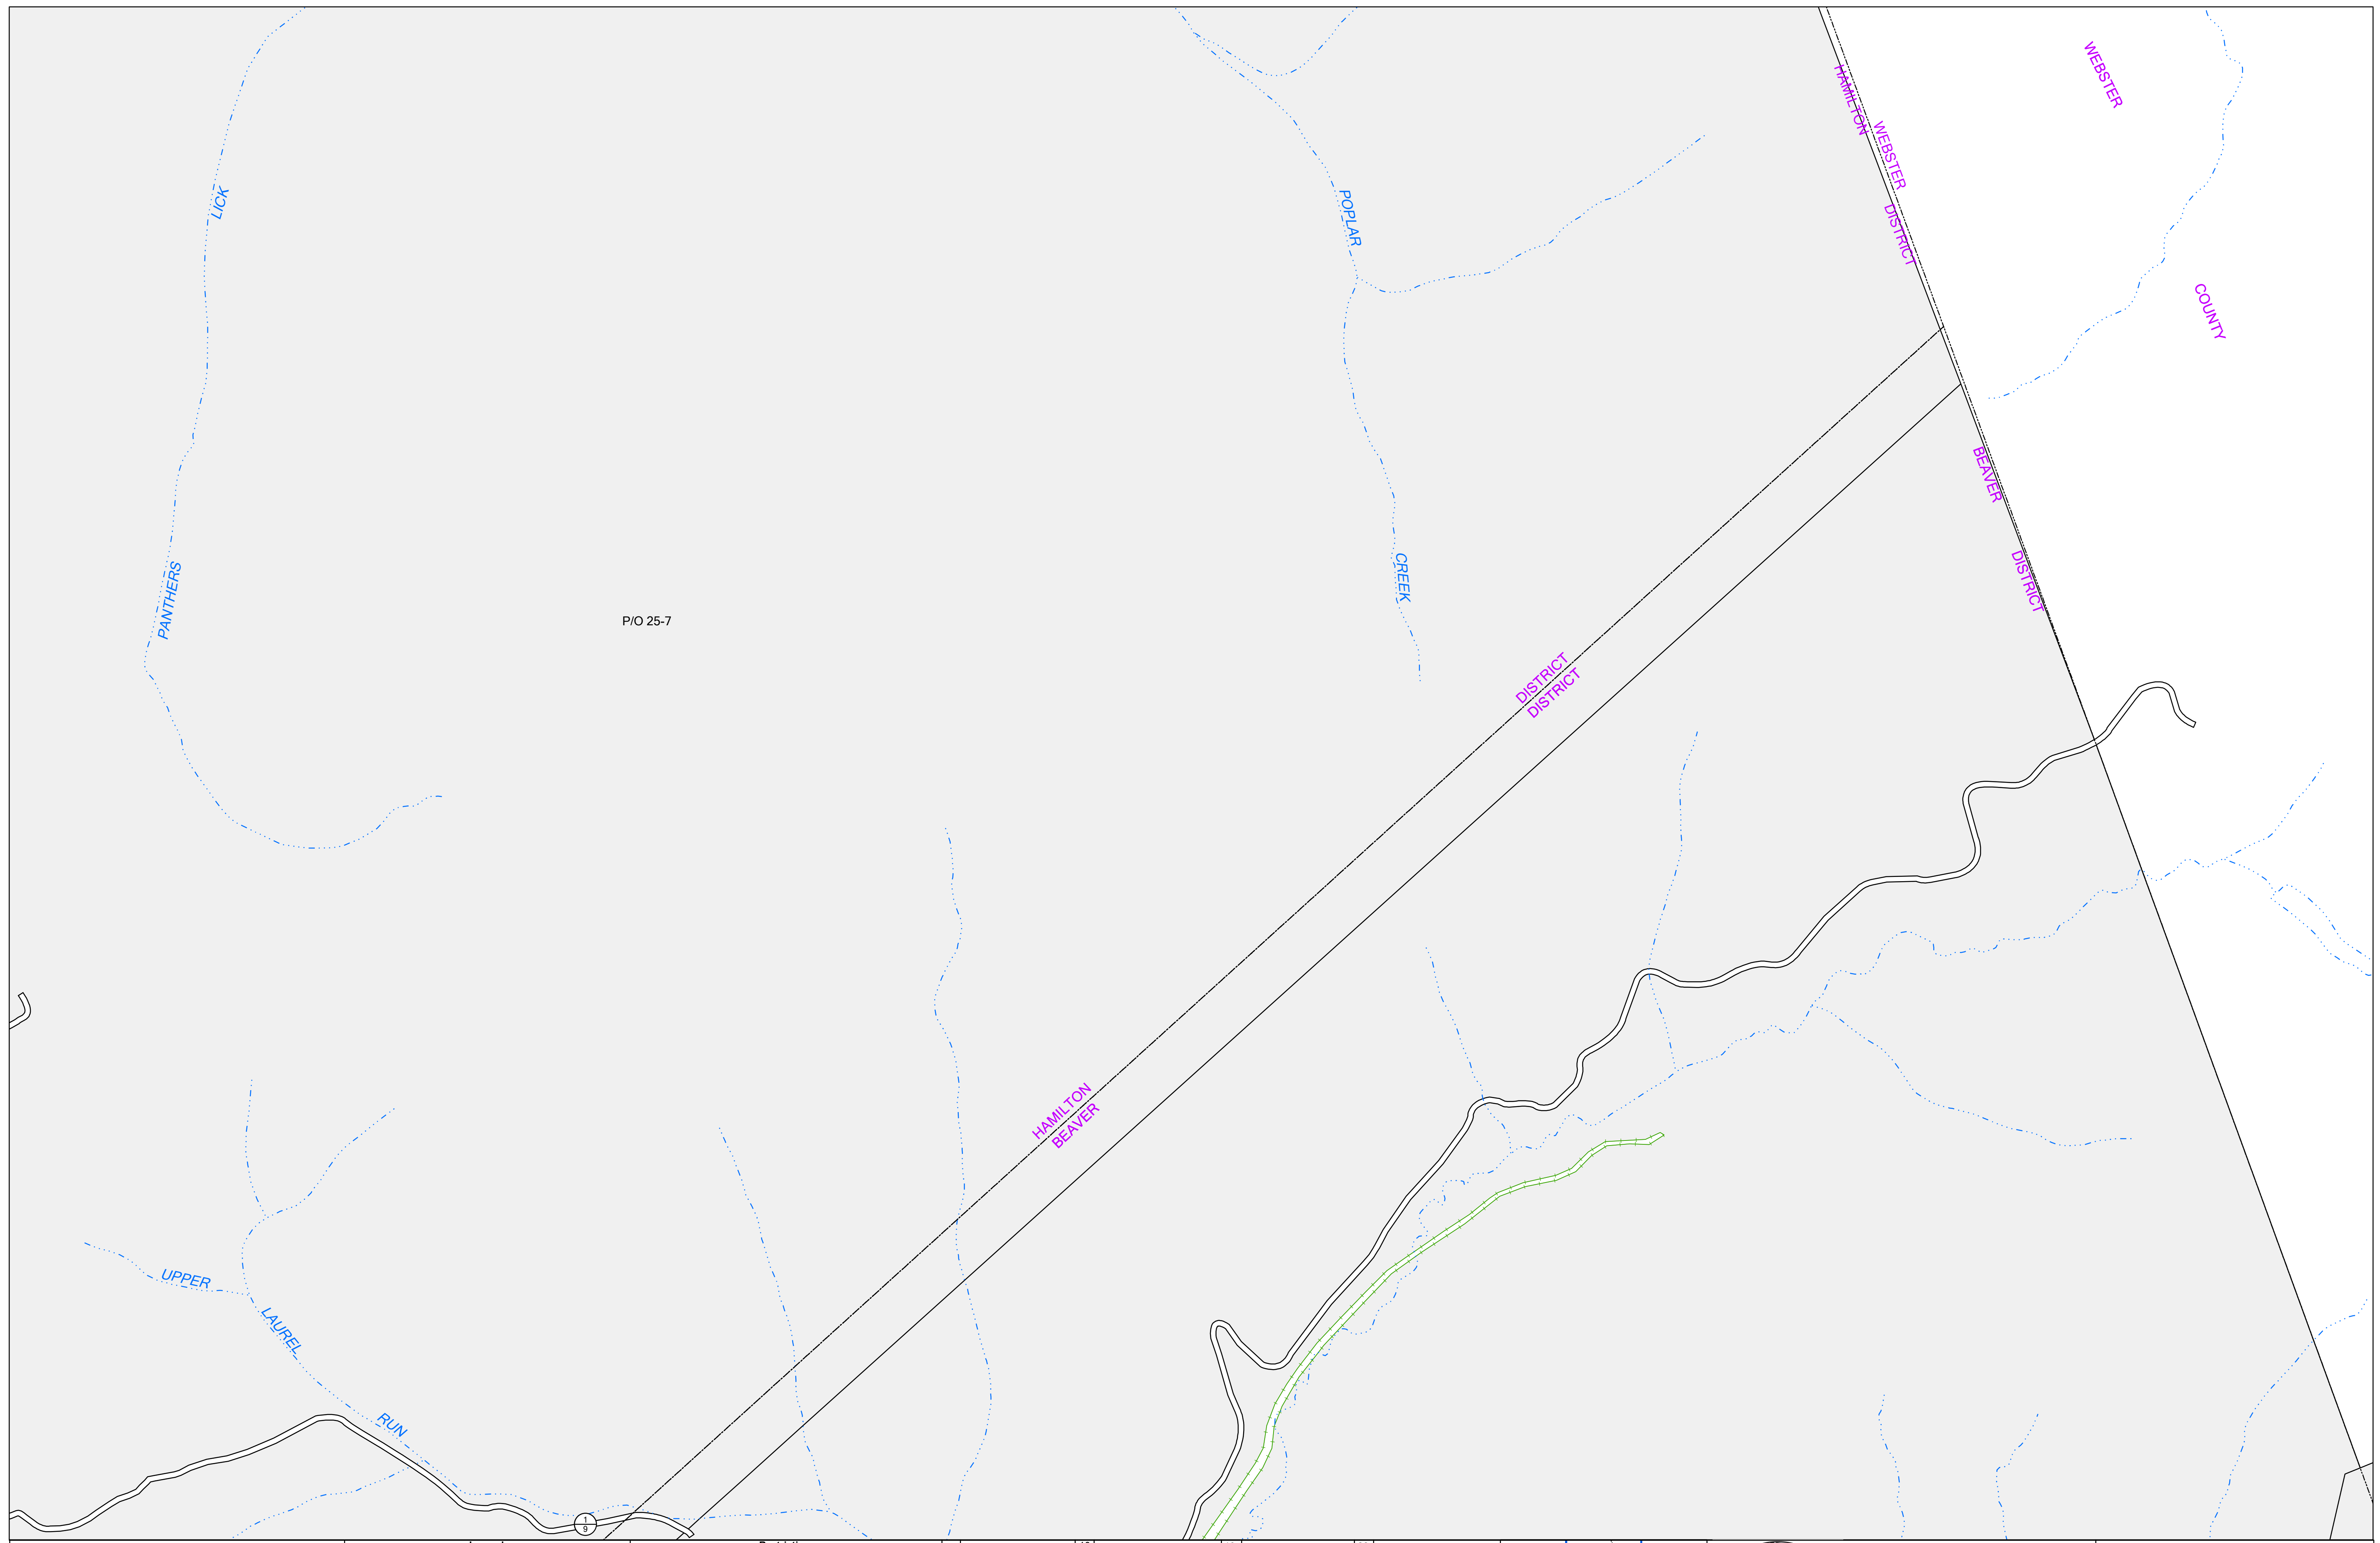 WEBSTER
HAMILTON
WEBSTER
DISTRICT
LICK
POPLAR
COUNTY
BEAVER
DISTRICT
CREEK
PANTHERS
P/O 25-7
DISTRICT
DISTRICT
HAMILTON
BEAVER
UPPER
LAUREL
RUN
1
9